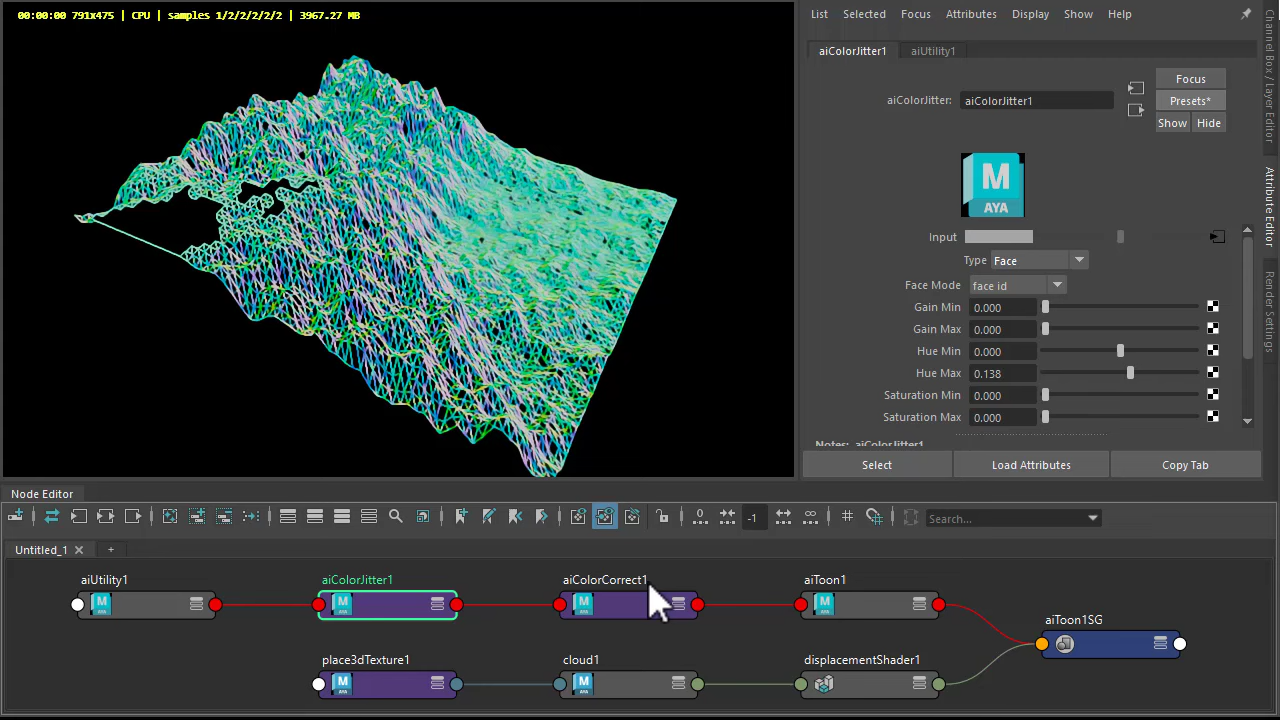 00:00:00 791x475 | CPU | samples 1/2/2/2/2/2 | 3967.27 MB
List Selected Focus Attributes Display Show Help
aiColorJitter1 aiUtility1
Focus
aiColorJitter: aiColorJitter1
Presets*
Show Hide
M
AYA
Input
Type Face
Face Mode face id
Gain Min 0.000
Gain Max 0.000
Hue Min 0.000
Hue Max 0.138
Saturation Min 0.000
Saturation Max 0.000
Notes: aiColorJitter1
Select Load Attributes Copy Tab
Channel Box / Layer Editor
Attribute Editor
Render Settings
Node Editor
0 -1 Search...
Untitled_1 +
aiUtility1 aiColorJitter1 aiColorCorrect1 aiToon1
M M M M
aiToon1SG
place3dTexture1 cloud1 displacementShader1
M M